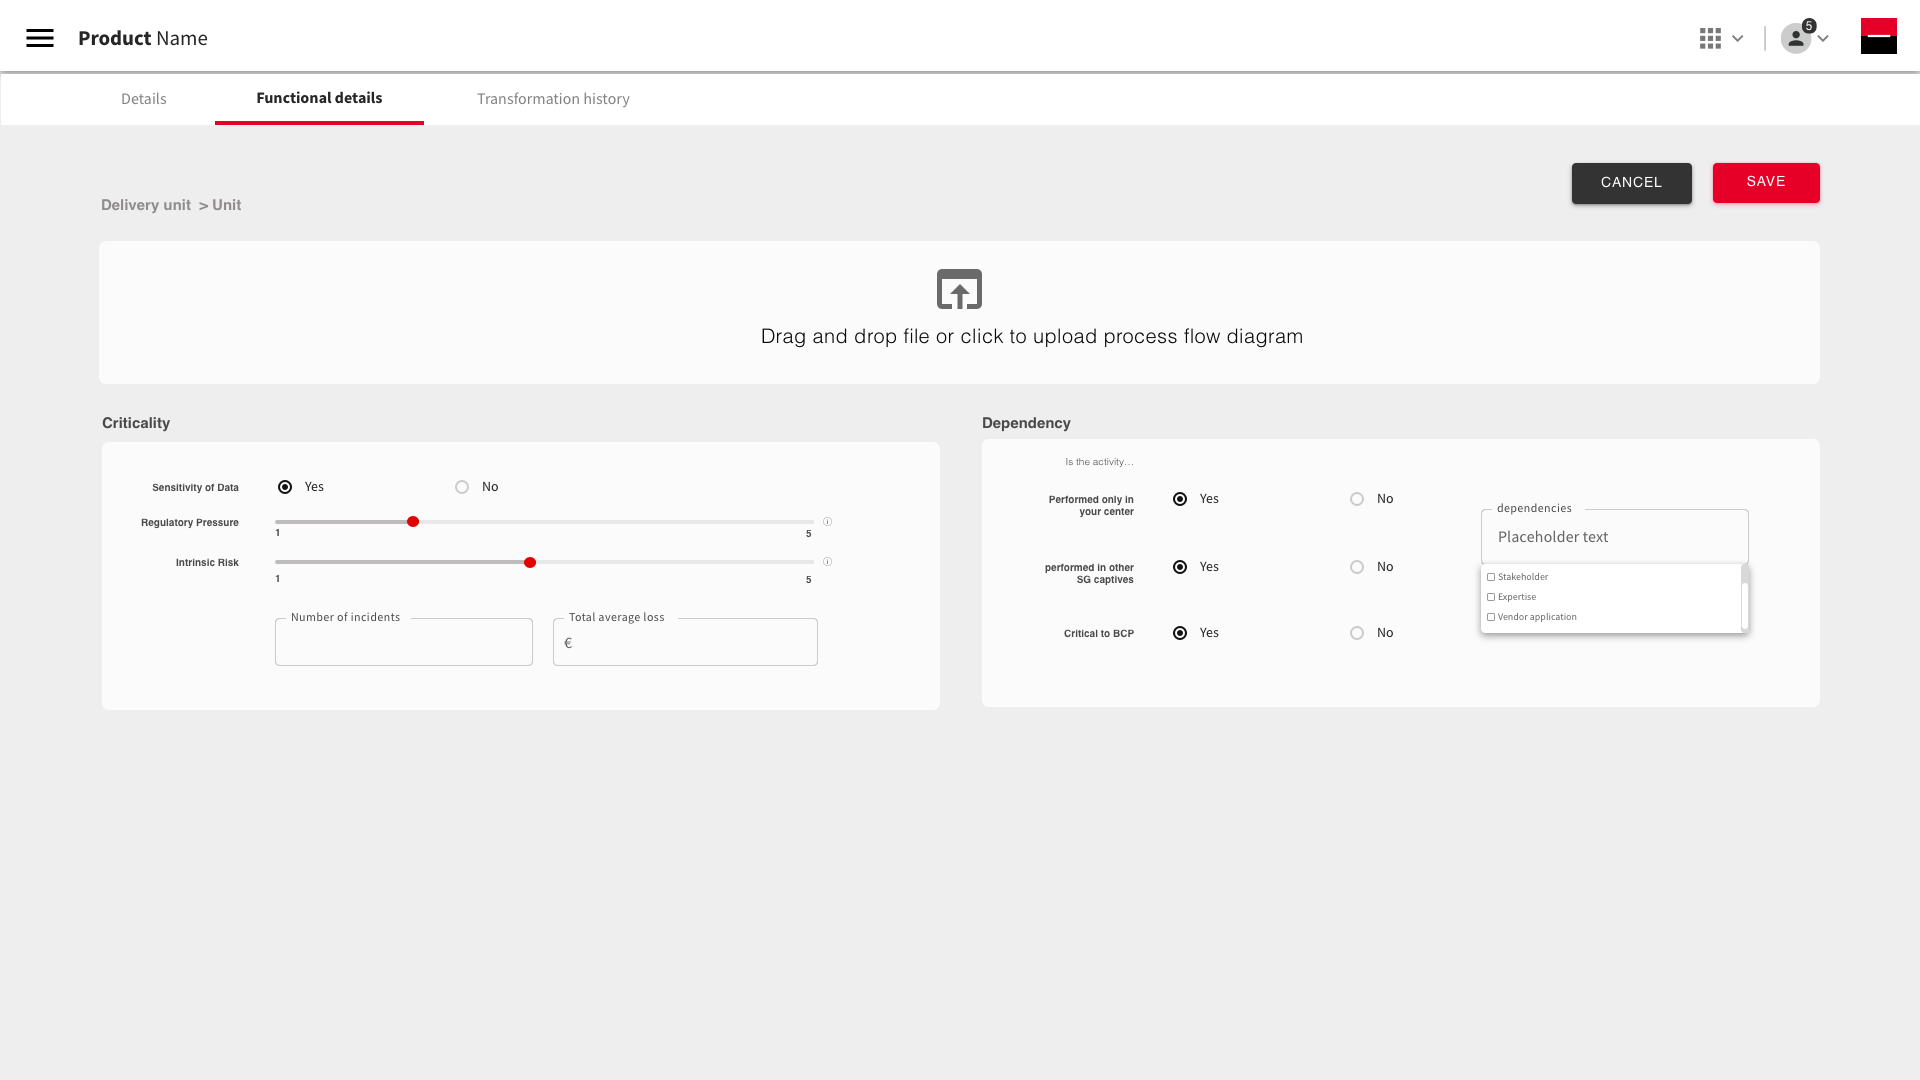 Product Name
5
Details
Functional details
Transformation history
CANCEL
SAVE
Delivery unit > Unit
Drag and drop file or click to upload process flow diagram
Criticality
Sensitivity of Data
Yes
No
Regulatory Pressure
1
5
Intrinsic Risk
1
5
Number of incidents
Total average loss
€
Dependency
Is the activity…
Performed only in
your center
Yes
No
performed in other
SG captives
Yes
No
Critical to BCP
Yes
No
dependencies
Placeholder text
Stakeholder
Expertise
Vendor application